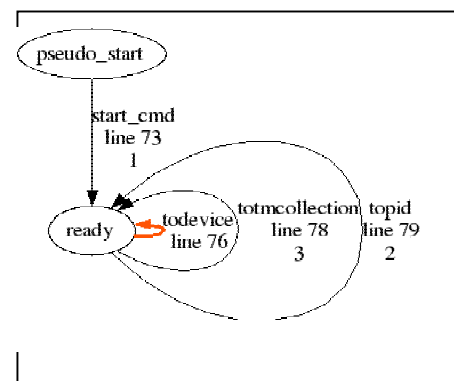 pseudo_start
start_cmd
line 73
1
ready
todevice
line 76
totmcollection
line 78
3
topid
line 79
2